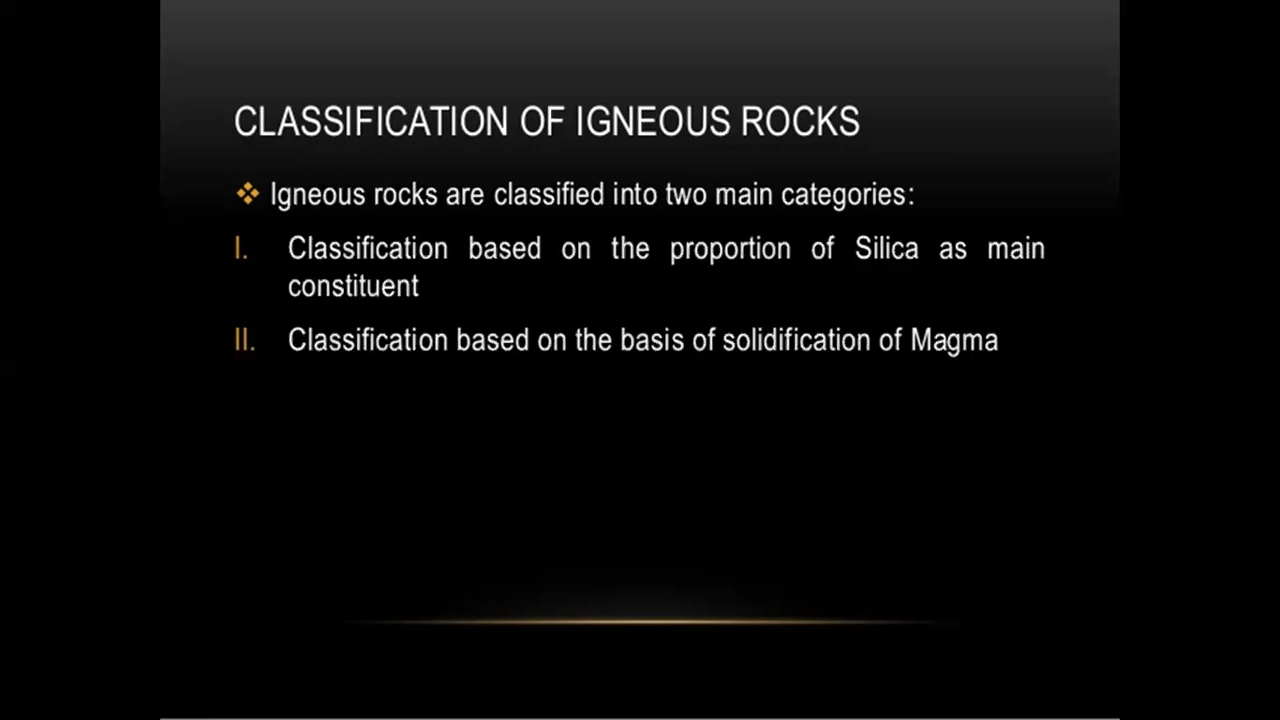 CLASSIFICATION OF IGNEOUS ROCKS
❖ Igneous rocks are classified into two main categories:
I. Classification based on the proportion of Silica as main
constituent
II. Classification based on the basis of solidification of Magma